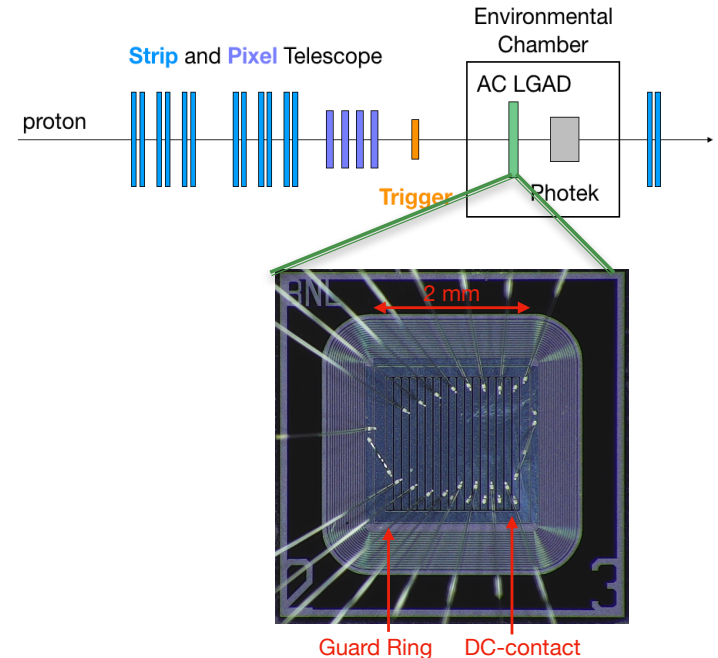 Environmental
Chamber
Strip and Pixel Telescope
AC LGAD
proton
Trigger
Photek
BNL
2 mm
2
3
Guard Ring
DC-contact